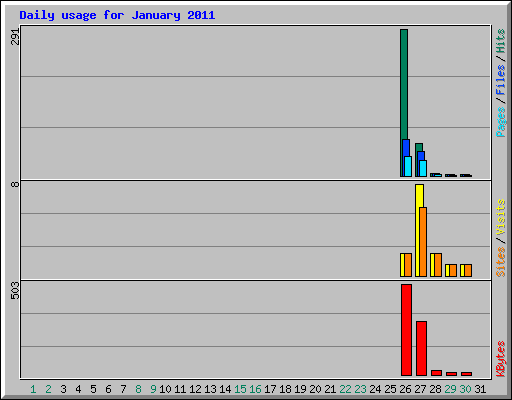 Daily usage for January 2011
291
Pages/Files/Hits
8
Sites/Visits
503
KBytes
1 2 3 4 5 6 7 8 9 10 11 12 13 14 15 16 17 18 19 20 21 22 23 24 25 26 27 28 29 30 31